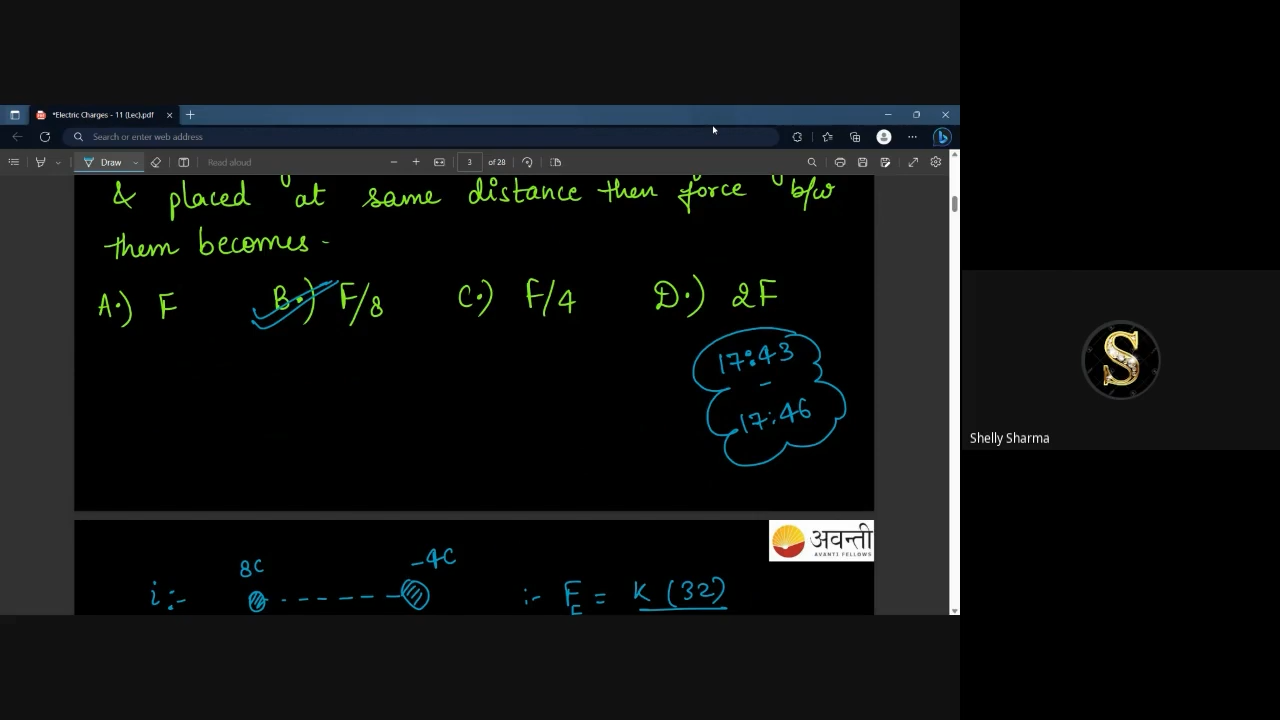 *Electric Charges - 11 (Lec).pdf
Search or enter web address
Draw
Read aloud
3 of 28
& placed at same distance then force b/w
them becomes -
A.) F B.) F/8 C.) F/4 D.) 2F
17:43
-
17:46
अवन्ती
AVANTI FELLOWS
8C -4C
i:- :- F = K (32)
S
Shelly Sharma